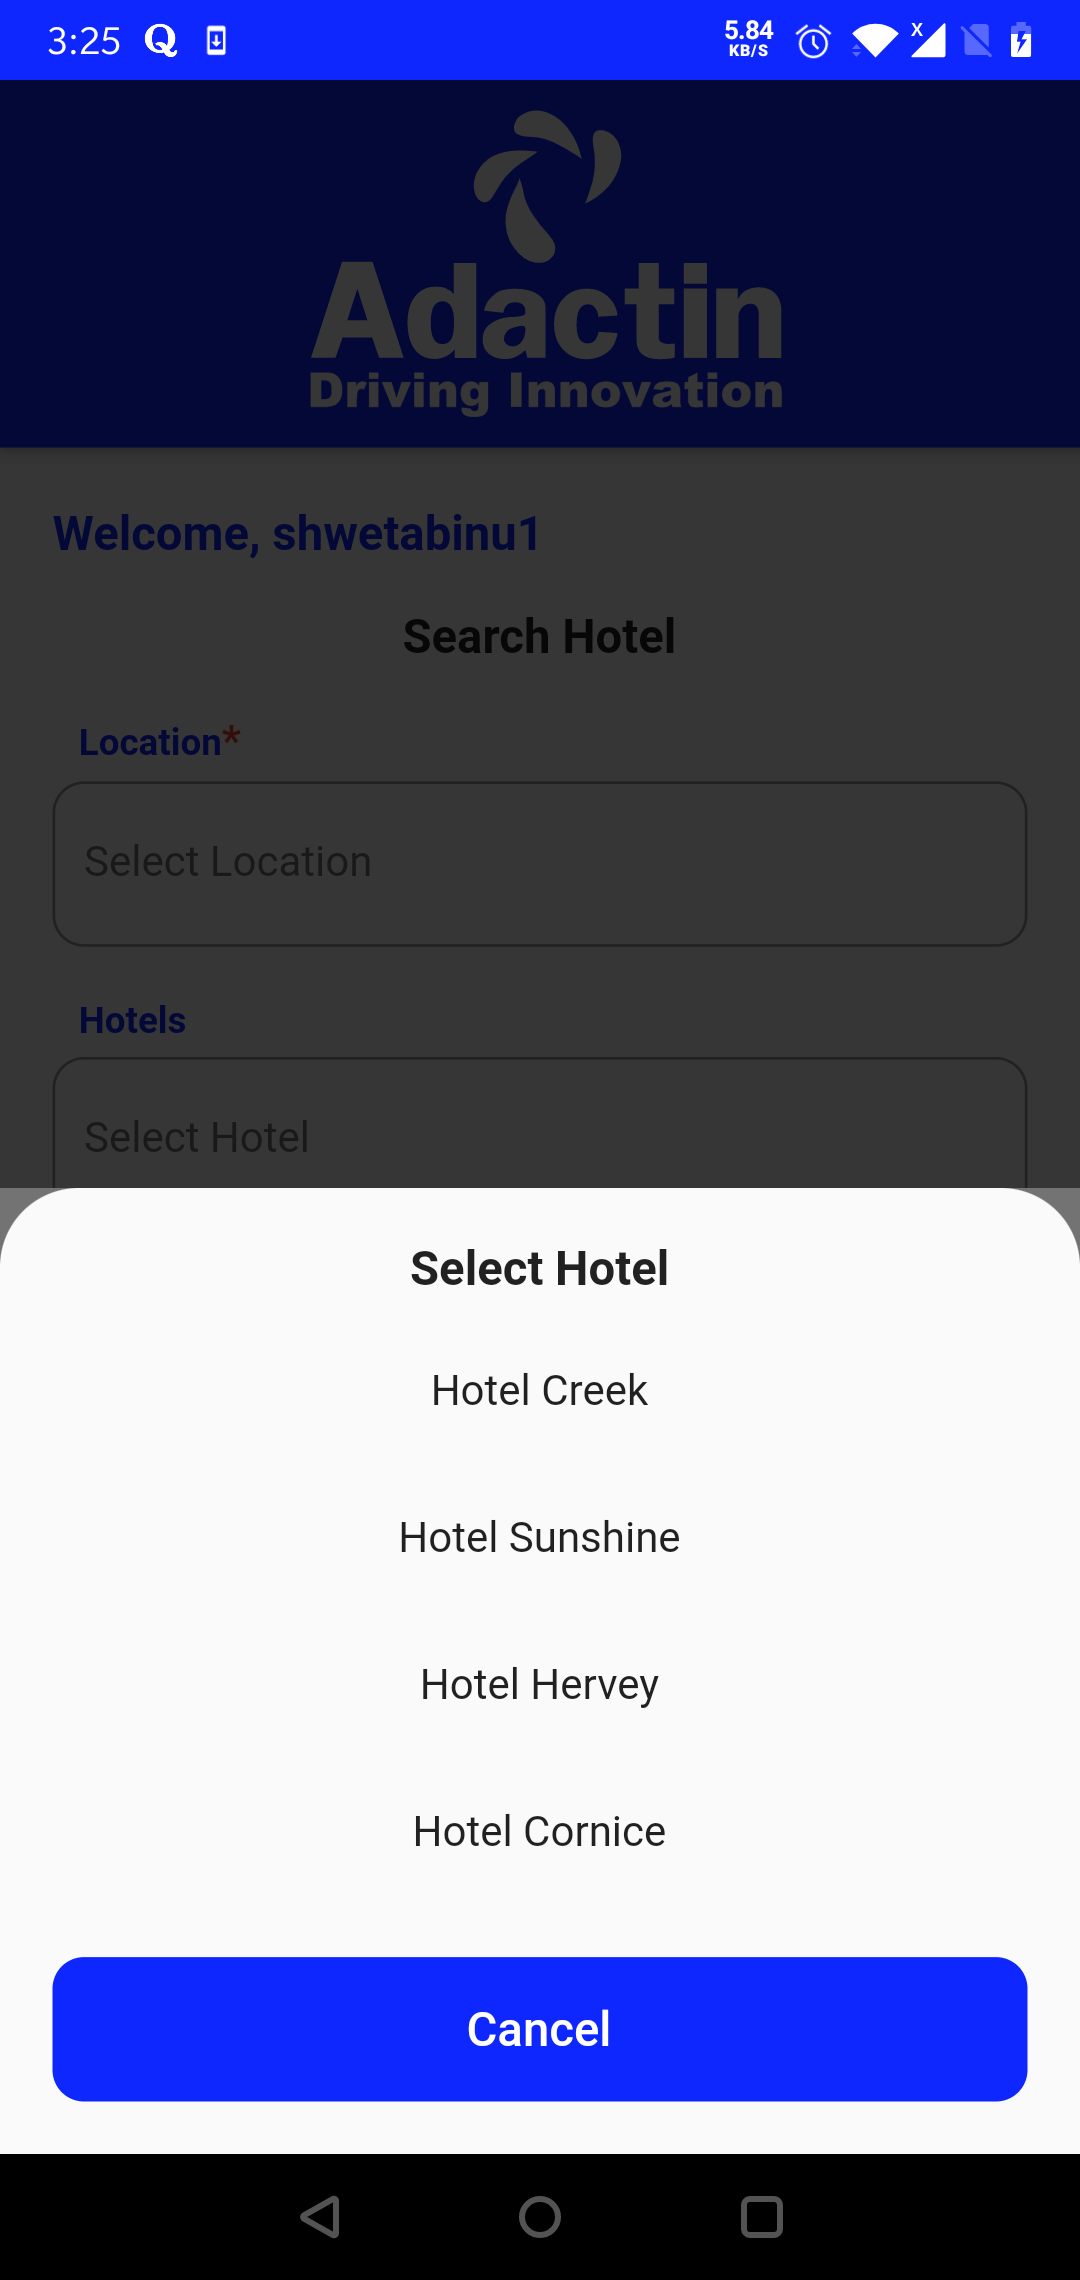 3:25
5.84
KB/S
X
Adactin
Driving Innovation
Welcome, shwetabinu1
Search Hotel
Location*
Select Location
Hotels
Select Hotel
Select Hotel
Hotel Creek
Hotel Sunshine
Hotel Hervey
Hotel Cornice
Cancel